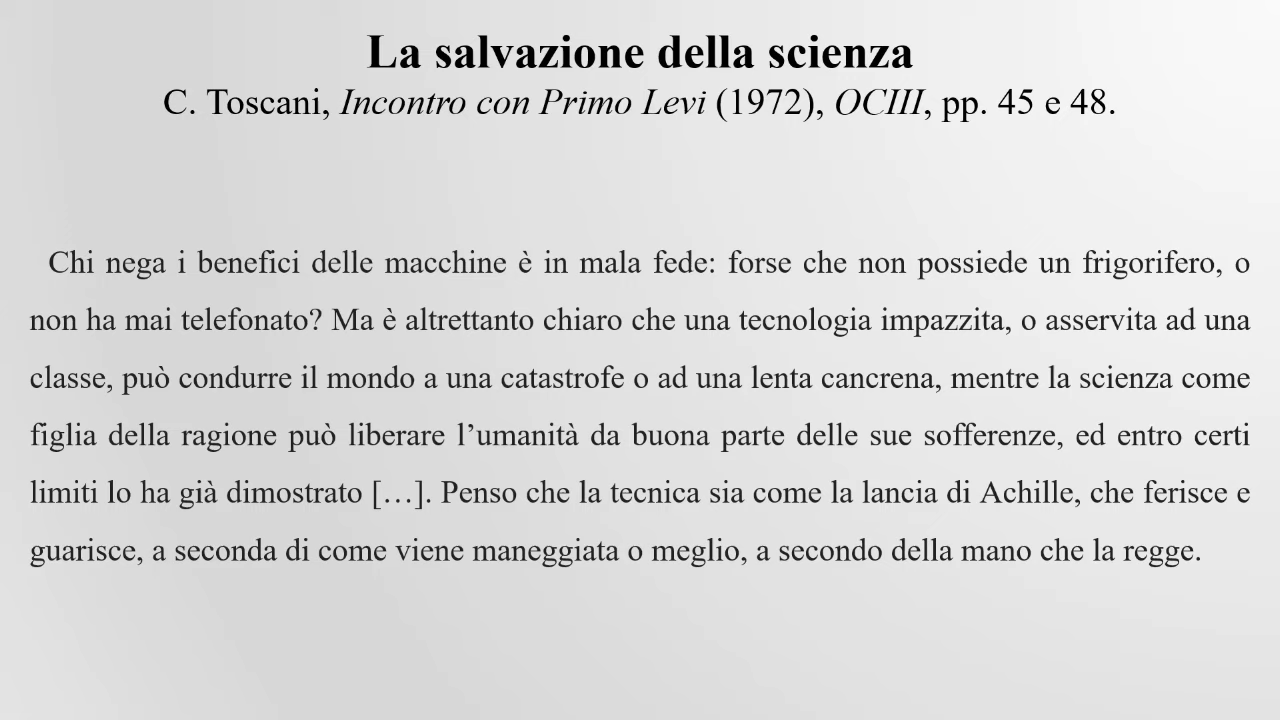 La salvazione della scienza
C. Toscani, Incontro con Primo Levi (1972), OCIII, pp. 45 e 48.
Chi nega i benefici delle macchine è in mala fede: forse che non possiede un frigorifero, o
non ha mai telefonato? Ma è altrettanto chiaro che una tecnologia impazzita, o asservita ad una
classe, può condurre il mondo a una catastrofe o ad una lenta cancrena, mentre la scienza come
figlia della ragione può liberare l’umanità da buona parte delle sue sofferenze, ed entro certi
limiti lo ha già dimostrato […]. Penso che la tecnica sia come la lancia di Achille, che ferisce e
guarisce, a seconda di come viene maneggiata o meglio, a secondo della mano che la regge.